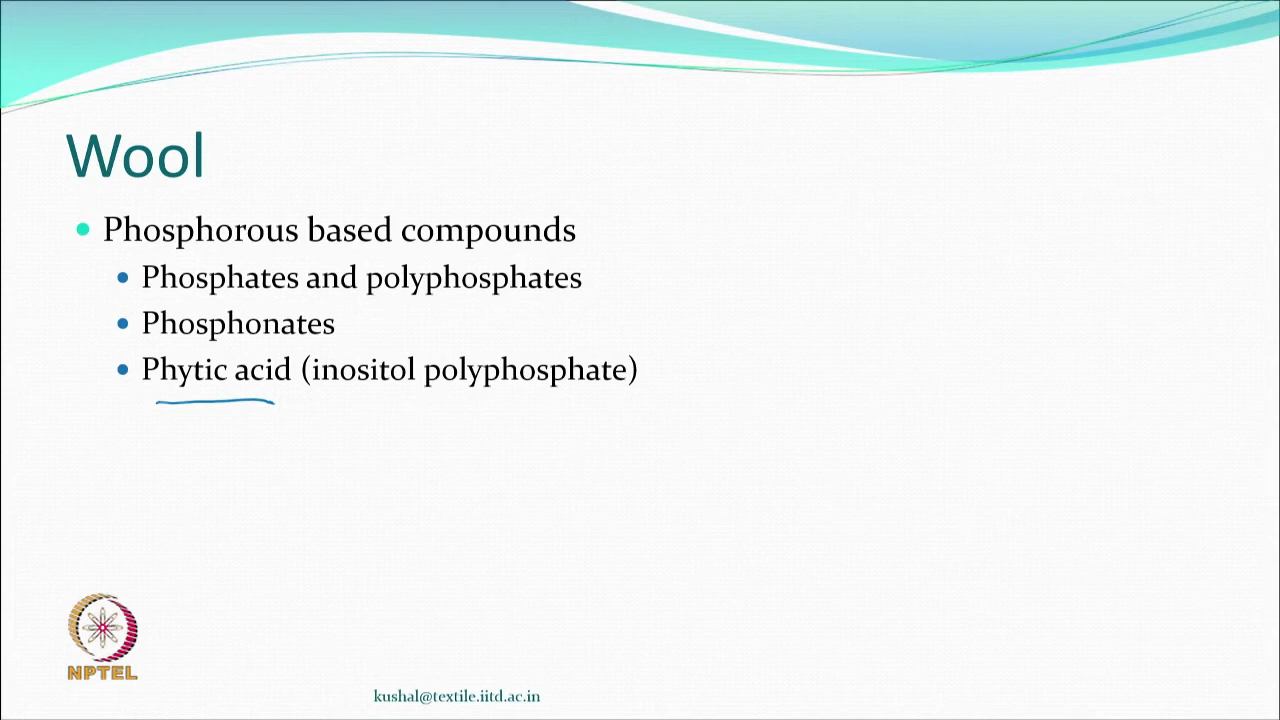 Wool
Phosphorous based compounds
Phosphates and polyphosphates
Phosphonates
Phytic acid (inositol polyphosphate)
NPTEL
kushal@textile.iitd.ac.in